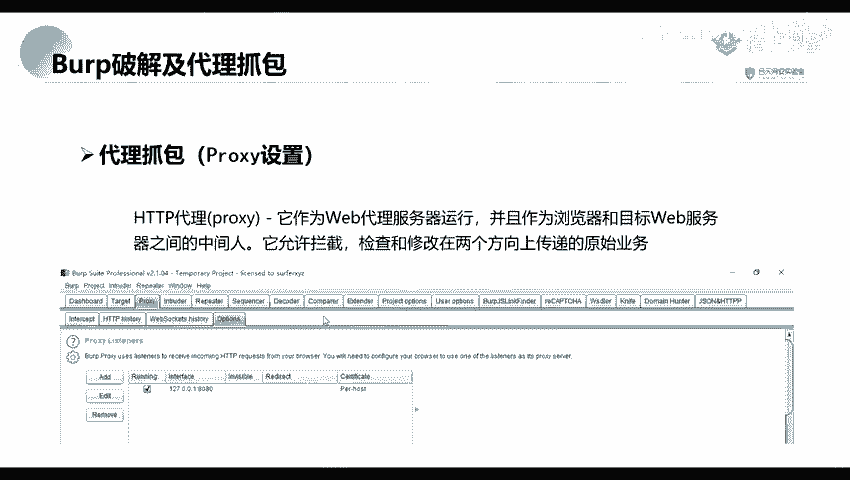 Burp破解及代理抓包
代理抓包（Proxy设置）
HTTP代理(proxy) - 它作为Web代理服务器运行，并且作为浏览器和目标Web服务
器之间的中间人。它允许拦截，检查和修改在两个方向上传递的原始业务
Burp Suite Professional v2.1.04 - Temporary Project - licensed to surferxyz
Burp Project Intruder Repeater Window Help
Dashboard Target Proxy Intruder Repeater Sequencer Decoder Comparer Extender Project options User options BurpJSLinkFinder reCAPTCHA Wsdler Knife Domain Hunter JSON&HTTPP
Intercept HTTP history WebSockets history Options
Proxy Listeners
Burp Proxy uses listeners to receive incoming HTTP requests from your browser. You will need to configure your browser to use one of the listeners as its proxy server.
Add Running Interface Invisible Redirect Certificate
Edit 127.0.0.1:8080 Per-host
Remove